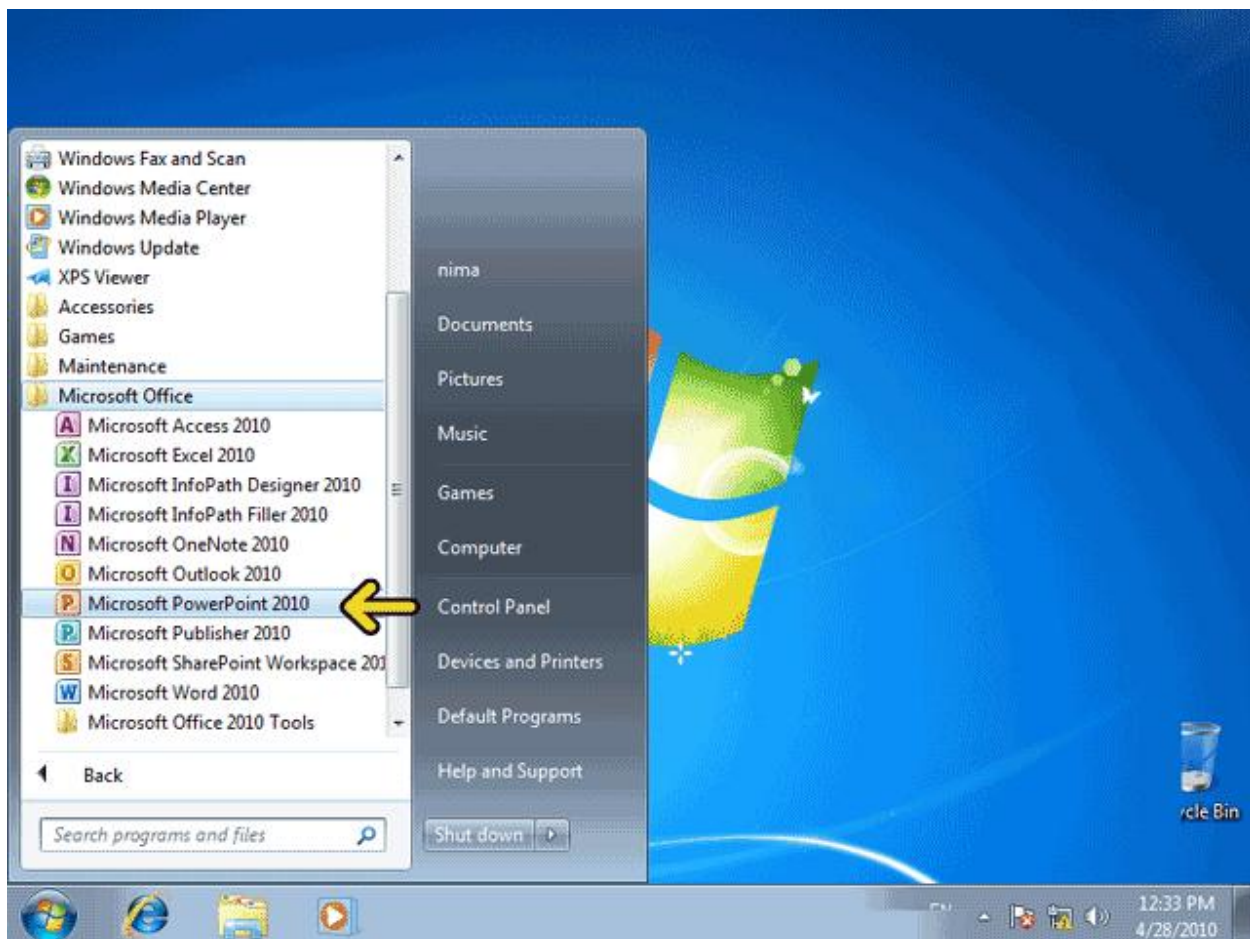 Windows Fax and Scan
Windows Media Center
Windows Media Player
Windows Update
XPS Viewer
Accessories
Games
Maintenance
Microsoft Office
Microsoft Access 2010
Microsoft Excel 2010
Microsoft InfoPath Designer 2010
Microsoft InfoPath Filler 2010
Microsoft OneNote 2010
Microsoft Outlook 2010
Microsoft PowerPoint 2010
Microsoft Publisher 2010
Microsoft SharePoint Workspace 201
Microsoft Word 2010
Microsoft Office 2010 Tools
Back
Search programs and files
nima
Documents
Pictures
Music
Games
Computer
Control Panel
Devices and Printers
Default Programs
Help and Support
Shut down
cle Bin
12:33 PM
4/28/2010